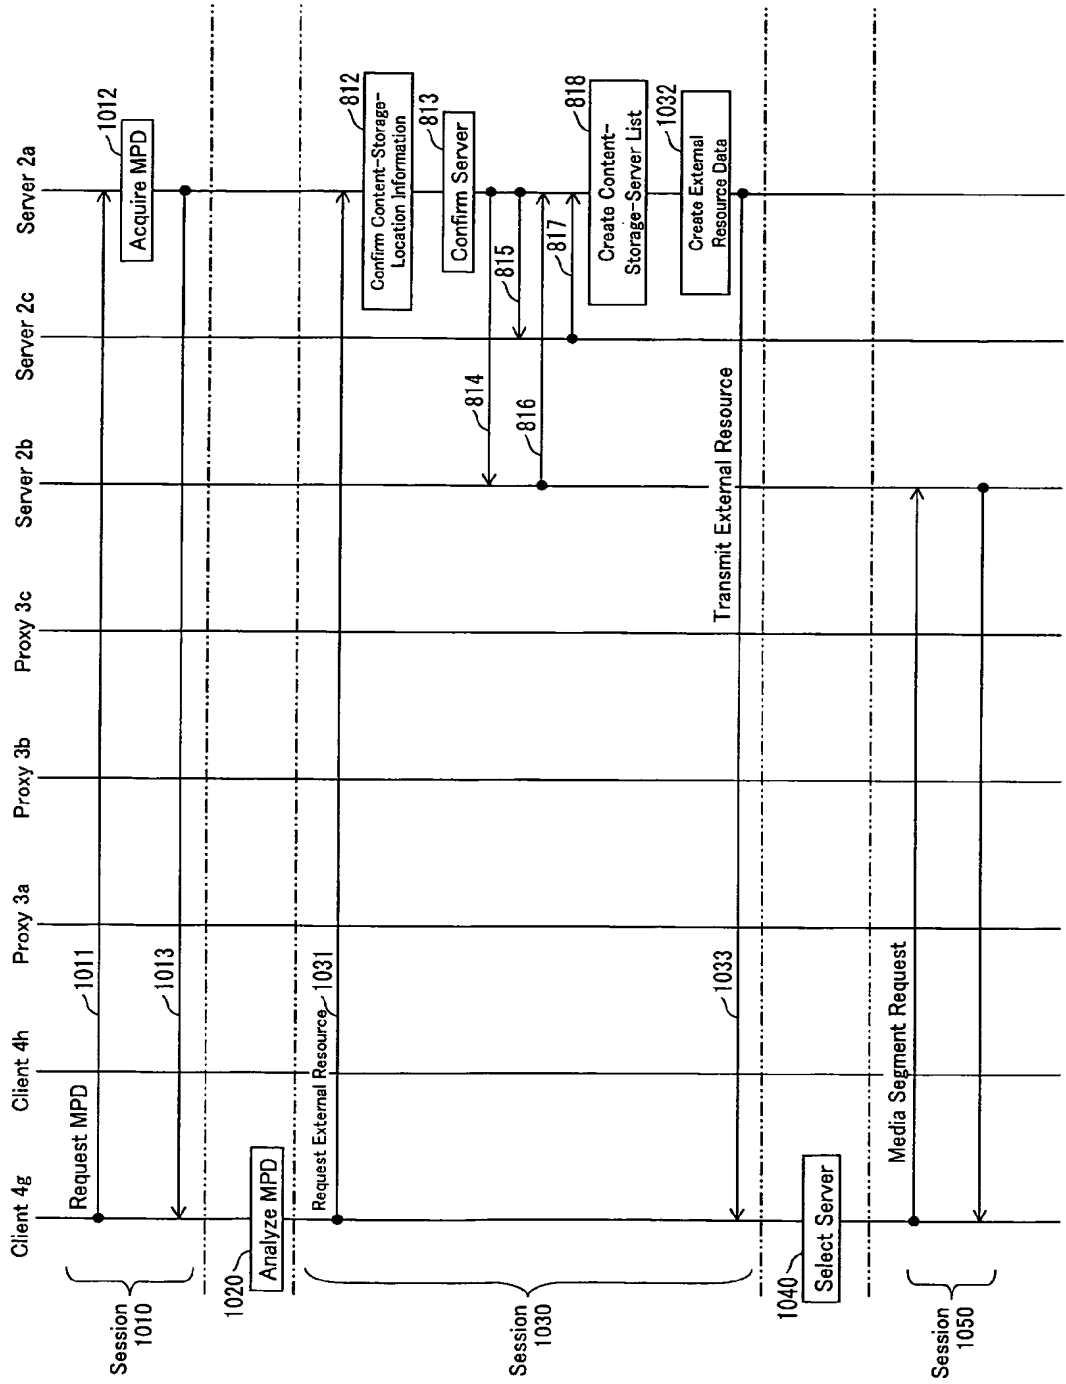 Client 4g
Client 4h
Proxy 3a
Proxy 3b
Proxy 3c
Server 2b
Server 2c
Server 2a
Session
1010
Request MPD
1011
1012
Acquire MPD
1013
1020
Analyze MPD
Session
1030
Request External Resource
1031
812
Confirm Content-Storage-
Location Information
813
Confirm Server
814
815
816
817
818
Create Content-
Storage-Server List
1032
Create External
Resource Data
Transmit External Resource
1033
1040
Select Server
Session
1050
Media Segment Request